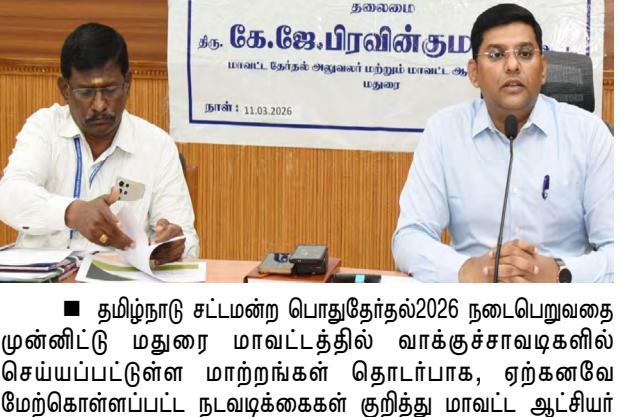 தலைமை
திரு. கே.ஜே.பிரவின்கும
மாவட்ட தேர்தல் அலுவலர் மற்றும் மாவட்ட ஆ
மதுரை
நாள் : 11.03.2026
■ தமிழ்நாடு சட்டமன்ற பொதுதேர்தல்2026 நடைபெறுவதை
முன்னிட்டு மதுரை மாவட்டத்தில் வாக்குச்சாவடிகளில்
செய்யப்பட்டுள்ள மாற்றங்கள் தொடர்பாக, ஏற்கனவே
மேற்கொள்ளப்பட்ட நடவடிக்கைகள் குறித்து மாவட்ட ஆட்சியர்